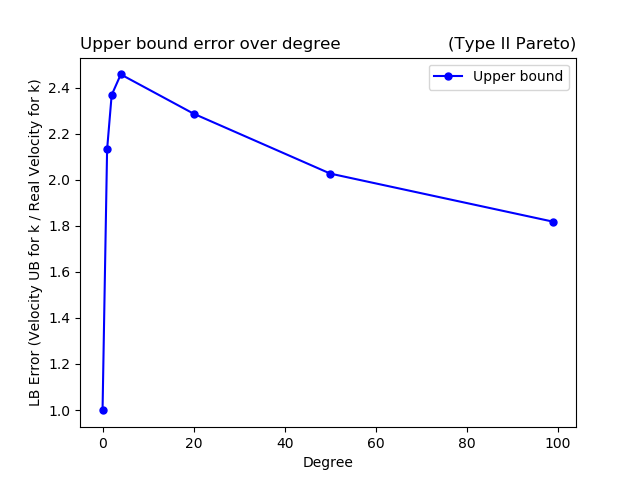 Upper bound error over degree (Type II Pareto)
Upper bound
LB Error (Velocity UB for k / Real Velocity for k)
2.4
2.2
2.0
1.8
1.6
1.4
1.2
1.0
0 20 40 60 80 100
Degree